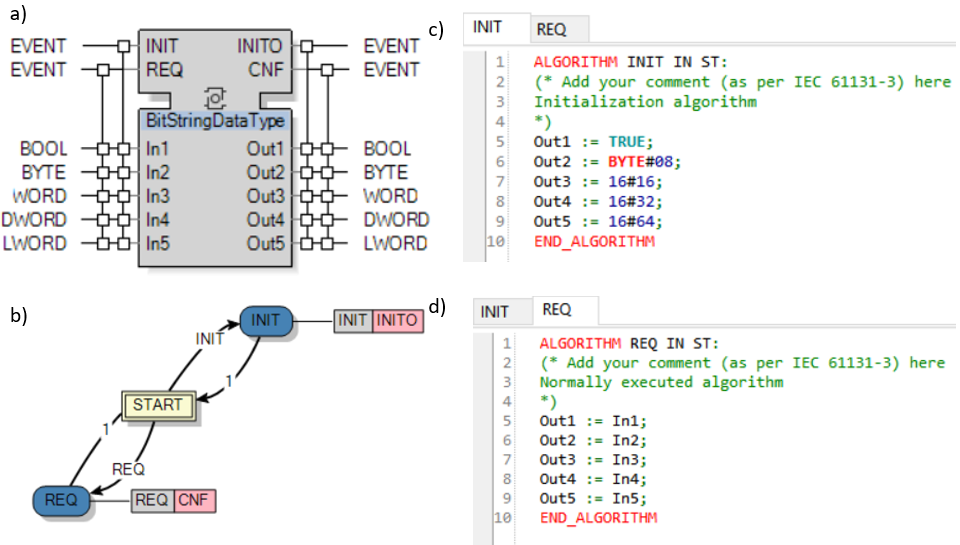 a)
EVENT INIT INITO EVENT
EVENT REQ CNF EVENT
BitStringDataType
BOOL In1 Out1 BOOL
BYTE In2 Out2 BYTE
WORD In3 Out3 WORD
DWORD In4 Out4 DWORD
LWORD In5 Out5 LWORD
b)
INIT INIT INITO
INIT
1
START
1
REQ
REQ REQ CNF
c)
INIT REQ
1 ALGORITHM INIT IN ST:
2 (* Add your comment (as per IEC 61131-3) here
3 Initialization algorithm
4 *)
5 Out1 := TRUE;
6 Out2 := BYTE#08;
7 Out3 := 16#16;
8 Out4 := 16#32;
9 Out5 := 16#64;
10 END_ALGORITHM
d)
INIT REQ
1 ALGORITHM REQ IN ST:
2 (* Add your comment (as per IEC 61131-3) here
3 Normally executed algorithm
4 *)
5 Out1 := In1;
6 Out2 := In2;
7 Out3 := In3;
8 Out4 := In4;
9 Out5 := In5;
10 END_ALGORITHM